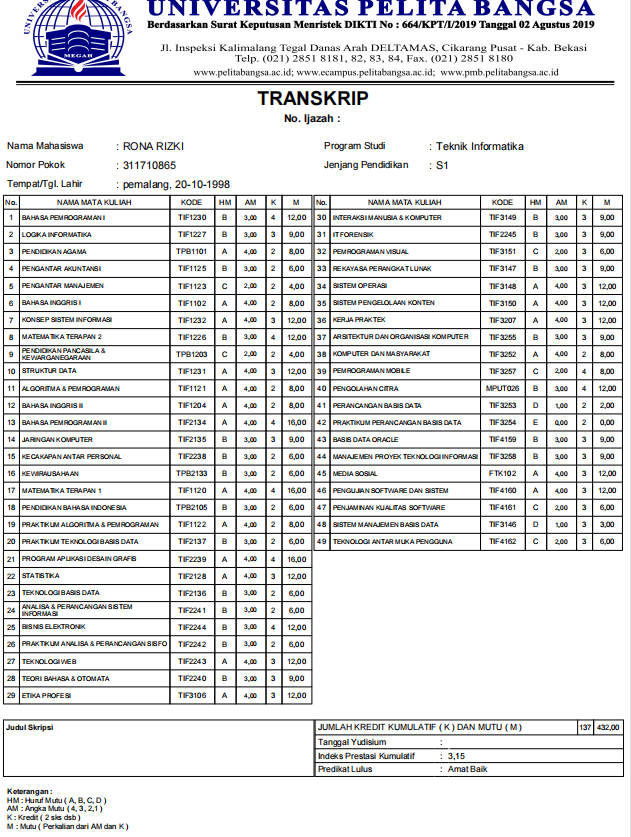 UNIVERSITAS PELITA BANGSA
Berdasarkan Surat Keputusan Menristek DIKTI No : 664/KPT/I/2019 Tanggal 02 Agustus 2019
Jl. Inspeksi Kalimalang Tegal Danas Arah DELTAMAS, Cikarang Pusat - Kab. Bekasi
Telp. (021) 2851 8181, 82, 83, 84, Fax. (021) 2851 8180
www.pelitabangsa.ac.id; www.ecampus.pelitabangsa.ac.id; www.pmb.pelitabangsa.ac.id
MEGAH
TRANSKRIP
No. Ijazah :
Nama Mahasiswa : RONA RIZKI
Nomor Pokok : 311710865
Tempat/Tgl. Lahir : pemalang, 20-10-1998
Program Studi : Teknik Informatika
Jenjang Pendidikan : S1
No. NAMA MATA KULIAH KODE HM AM K M
1 BAHASA PEMROGRAMAN I TIF1230 B 3,00 4 12,00
2 LOGIKA INFORMATIKA TIF1227 B 3,00 3 9,00
3 PENDIDIKAN AGAMA TPB1101 A 4,00 2 8,00
4 PENGANTAR AKUNTANSI TIF1125 B 3,00 2 6,00
5 PENGANTAR MANAJEMEN TIF1123 C 2,00 2 4,00
6 BAHASA INGGRIS I TIF1102 A 4,00 2 8,00
7 KONSEP SISTEM INFORMASI TIF1232 A 4,00 3 12,00
8 MATEMATIKA TERAPAN 2 TIF1226 B 3,00 4 12,00
9 PENDIDIKAN PANCASILA & KEWARGANEGARAAN TPB1203 C 2,00 2 4,00
10 STRUKTUR DATA TIF1231 A 4,00 3 12,00
11 ALGORITMA & PEMROGRAMAN TIF1121 A 4,00 2 8,00
12 BAHASA INGGRIS II TIF1204 A 4,00 2 8,00
13 BAHASA PEMROGRAMAN II TIF2134 A 4,00 4 16,00
14 JARINGAN KOMPUTER TIF2135 B 3,00 3 9,00
15 KECAKAPAN ANTAR PERSONAL TIF2238 B 3,00 2 6,00
16 KEWIRAUSAHAAN TPB2133 B 3,00 2 6,00
17 MATEMATIKA TERAPAN 1 TIF1120 A 4,00 4 16,00
18 PENDIDIKAN BAHASA INDONESIA TPB2105 B 3,00 2 6,00
19 PRAKTIKUM ALGORITMA & PEMROGRAMAN TIF1122 A 4,00 2 8,00
20 PRAKTIKUM TEKNOLOGI BASIS DATA TIF2137 B 3,00 2 6,00
21 PROGRAM APLIKASI DESAIN GRAFIS TIF2239 A 4,00 4 16,00
22 STATISTIKA TIF2128 A 4,00 3 12,00
23 TEKNOLOGI BASIS DATA TIF2136 B 3,00 2 6,00
24 ANALISA & PERANCANGAN SISTEM INFORMASI TIF2241 B 3,00 2 6,00
25 BISNIS ELEKTRONIK TIF2244 B 3,00 4 12,00
26 PRAKTIKUM ANALISA & PERANCANGAN SISFO TIF2242 B 3,00 2 6,00
27 TEKNOLOGI WEB TIF2243 A 4,00 3 12,00
28 TEORI BAHASA & OTOMATA TIF2240 B 3,00 3 9,00
29 ETIKA PROFESI TIF3106 A 4,00 3 12,00
No. NAMA MATA KULIAH KODE HM AM K M
30 INTERAKSI MANUSIA & KOMPUTER TIF3149 B 3,00 3 9,00
31 IT FORENSIK TIF2245 B 3,00 3 9,00
32 PEMROGRAMAN VISUAL TIF3151 C 2,00 3 6,00
33 REKAYASA PERANGKAT LUNAK TIF3147 B 3,00 3 9,00
34 SISTEM OPERASI TIF3148 A 4,00 3 12,00
35 SISTEM PENGELOLAAN KONTEN TIF3150 A 4,00 3 12,00
36 KERJA PRAKTEK TIF3207 A 4,00 3 12,00
37 ARSITEKTUR DAN ORGANISASI KOMPUTER TIF3255 B 3,00 3 9,00
38 KOMPUTER DAN MASYARAKAT TIF3252 A 4,00 2 8,00
39 PEMROGRAMAN MOBILE TIF3257 C 2,00 4 8,00
40 PENGOLAHAN CITRA MPUT026 B 3,00 4 12,00
41 PERANCANGAN BASIS DATA TIF3253 D 1,00 2 2,00
42 PRAKTIKUM PERANCANGAN BASIS DATA TIF3254 E 0,00 2 0,00
43 BASIS DATA ORACLE TIF4159 B 3,00 3 9,00
44 MANAJEMEN PROYEK TEKNOLOGI INFORMASI TIF3258 B 3,00 3 9,00
45 MEDIA SOSIAL FTK102 A 4,00 3 12,00
46 PENGUJIAN SOFTWARE DAN SISTEM TIF4160 A 4,00 3 12,00
47 PENJAMINAN KUALITAS SOFTWARE TIF4161 C 2,00 3 6,00
48 SISTEM MANAJEMEN BASIS DATA TIF3146 D 1,00 3 3,00
49 TEKNOLOGI ANTAR MUKA PENGGUNA TIF4162 C 2,00 3 6,00
Judul Skripsi
JUMLAH KREDIT KUMULATIF ( K ) DAN MUTU ( M ) 137 432,00
Tanggal Yudisium :
Indeks Prestasi Kumulatif : 3,15
Predikat Lulus : Amat Baik
Keterangan :
HM : Huruf Mutu ( A, B, C, D )
AM : Angka Mutu ( 4, 3, 2,1 )
K : Kredit ( 2 sks dsb )
M : Mutu ( Perkalian dari AM dan K )